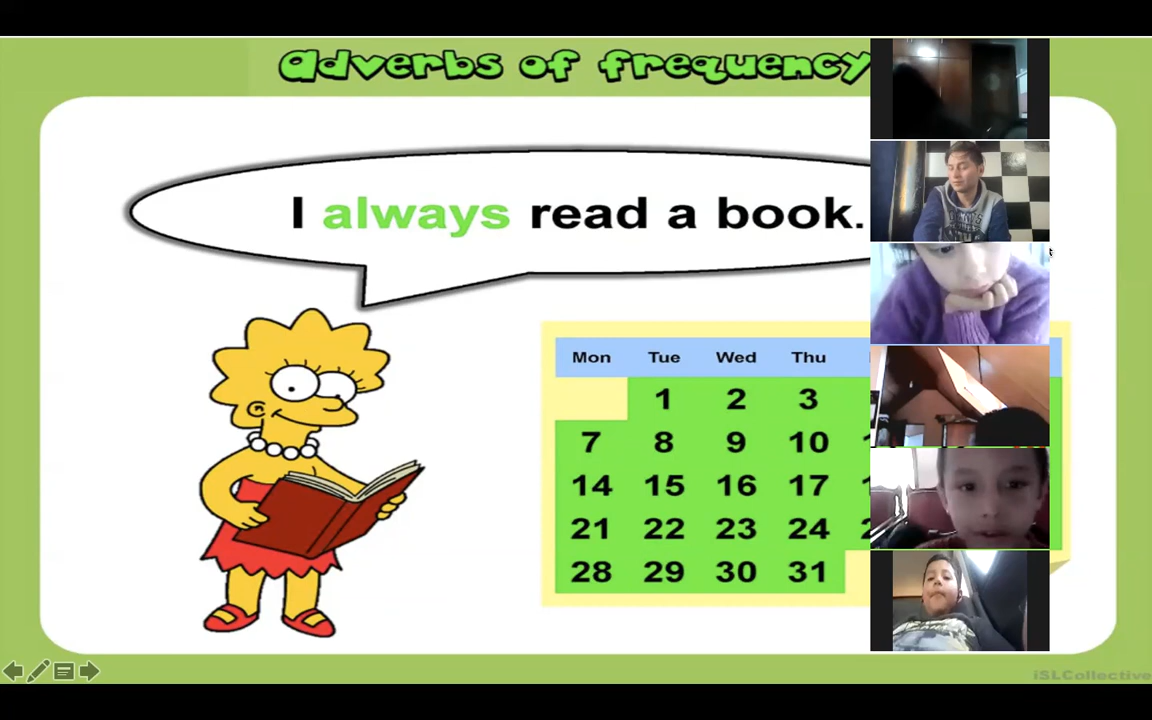 adverbs of frequency
I always read a book.
Mon Tue Wed Thu
1 2 3
7 8 9 10
14 15 16 17
21 22 23 24
28 29 30 31
iSLCollective